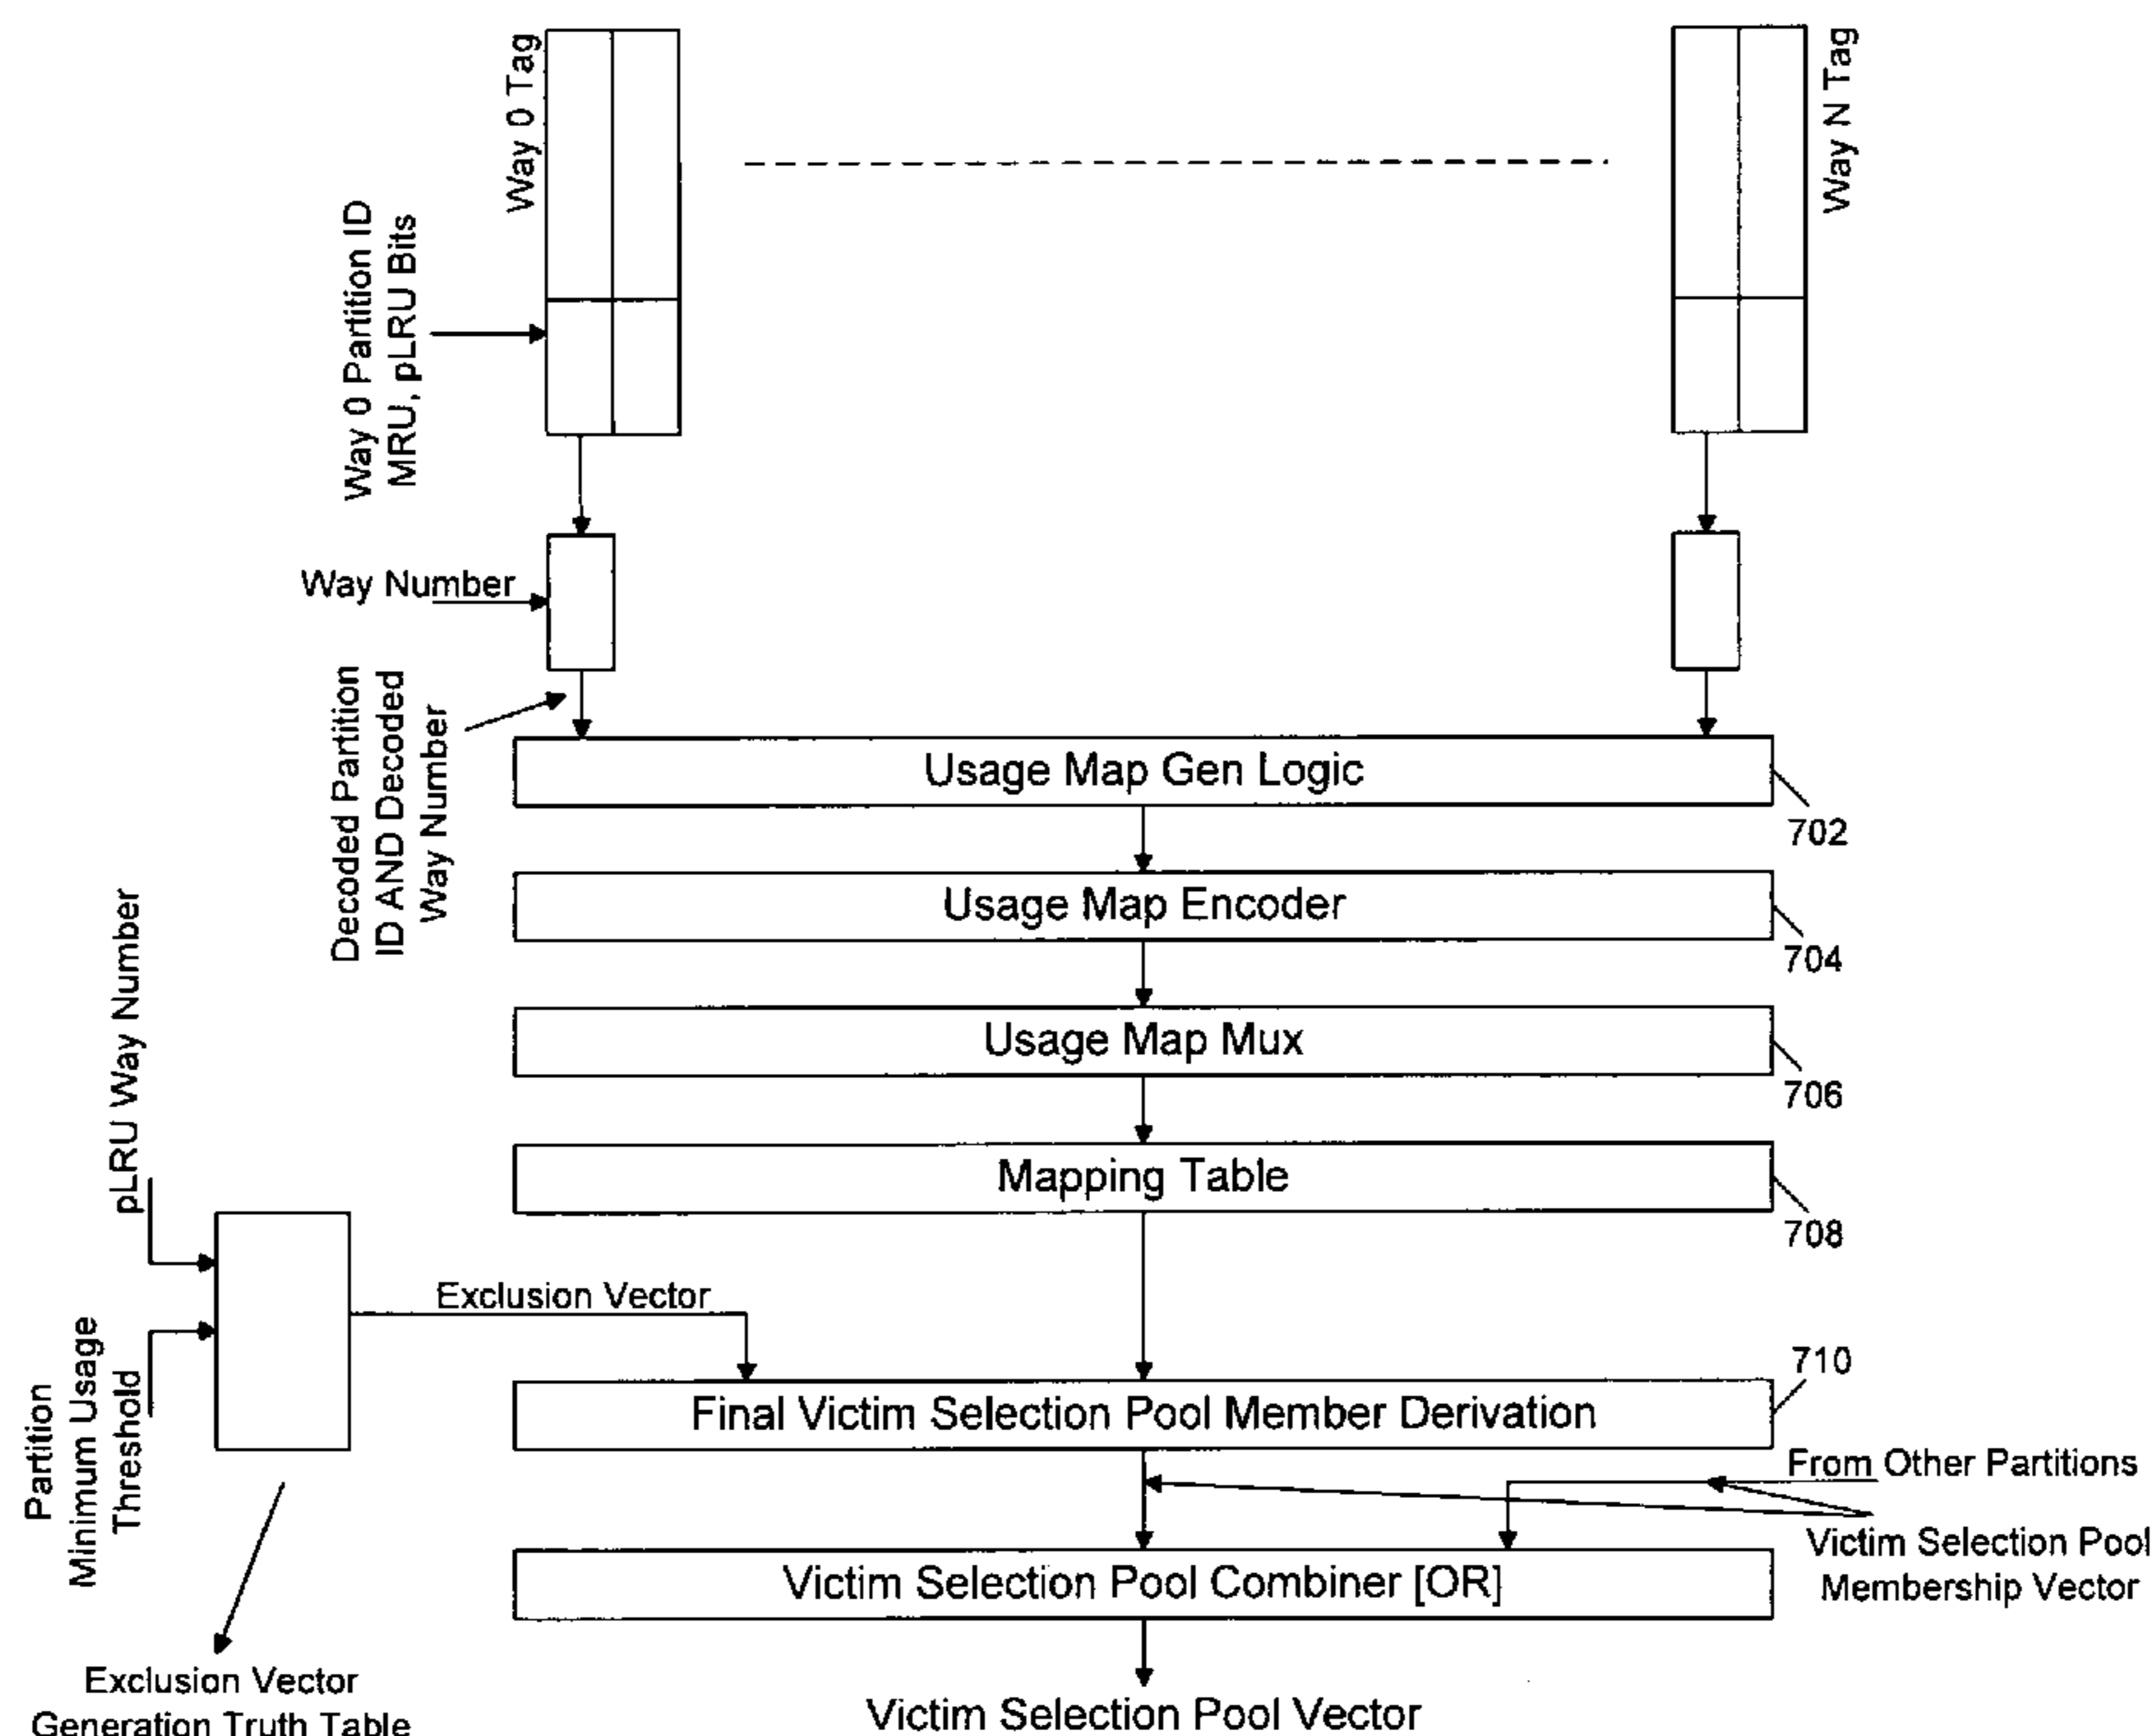 Way 0 Tag
Way N Tag
Way 0 Partition ID
MRU, pLRU Bits
Way Number
Decoded Partition
ID AND Decoded
Way Number
Usage Map Gen Logic
702
Usage Map Encoder
704
pLRU Way Number
Usage Map Mux
706
Mapping Table
708
Exclusion Vector
Partition
Minimum Usage
Threshold
710
Final Victim Selection Pool Member Derivation
From Other Partitions
Victim Selection Pool
Membership Vector
Victim Selection Pool Combiner [OR]
Exclusion Vector
Generation Truth Table
Victim Selection Pool Vector